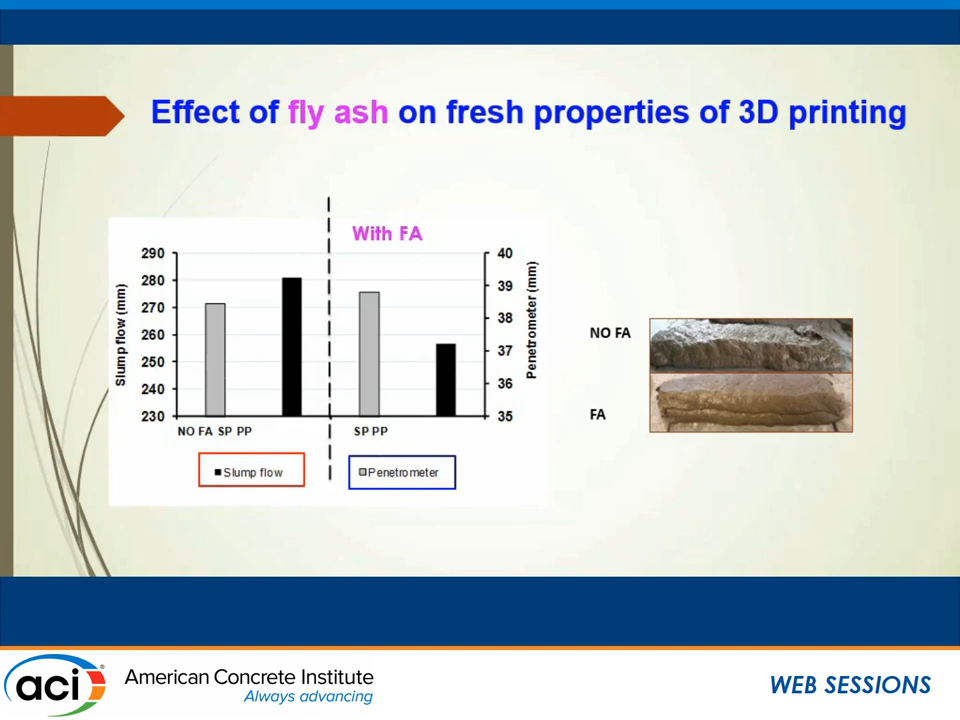 Effect of fly ash on fresh properties of 3D printing
With FA
Slump flow (mm)
290
280
270
260
250
240
230
40
39
38
37
36
35
Penetrometer (mm)
NO FA SP PP
SP PP
Slump flow
Penetrometer
NO FA
FA
aci®
American Concrete Institute
Always advancing
WEB SESSIONS